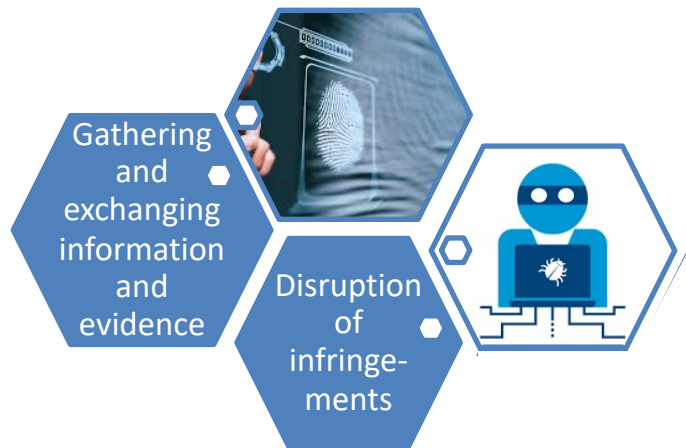 Gathering
and
exchanging
information
and
evidence
Disruption
of
infringe-
ments